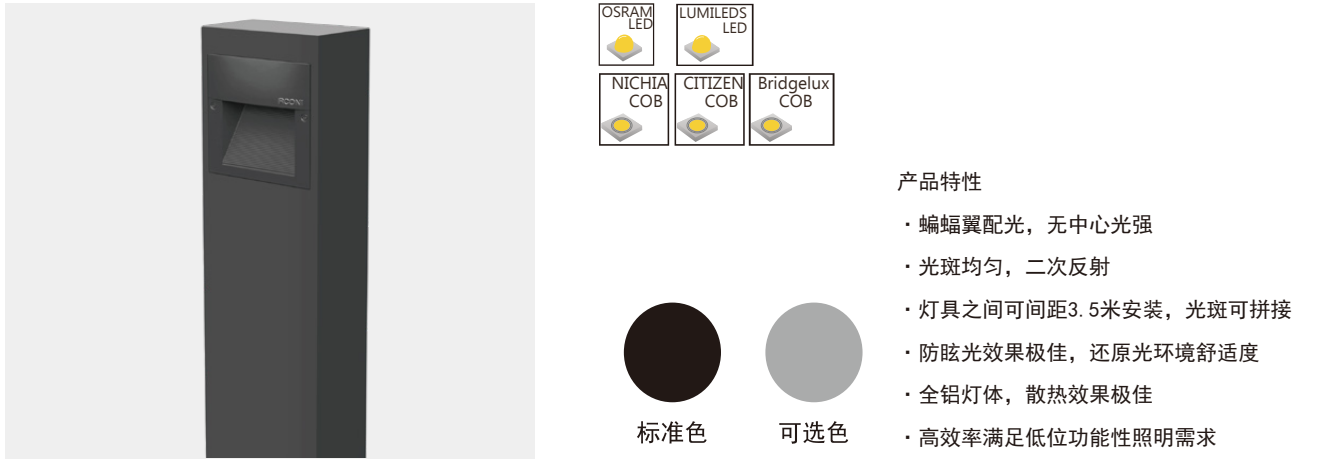 OSRAM
LED
LUMILEDS
LED
NICHIA
COB
CITIZEN
COB
Bridgelux
COB
产品特性
·蝙蝠翼配光，无中心光强
·光斑均匀，二次反射
·灯具之间可间距3.5米安装，光斑可拼接
·防眩光效果极佳，还原光环境舒适度
·全铝灯体，散热效果极佳
·高效率满足低位功能性照明需求
标准色
可选色